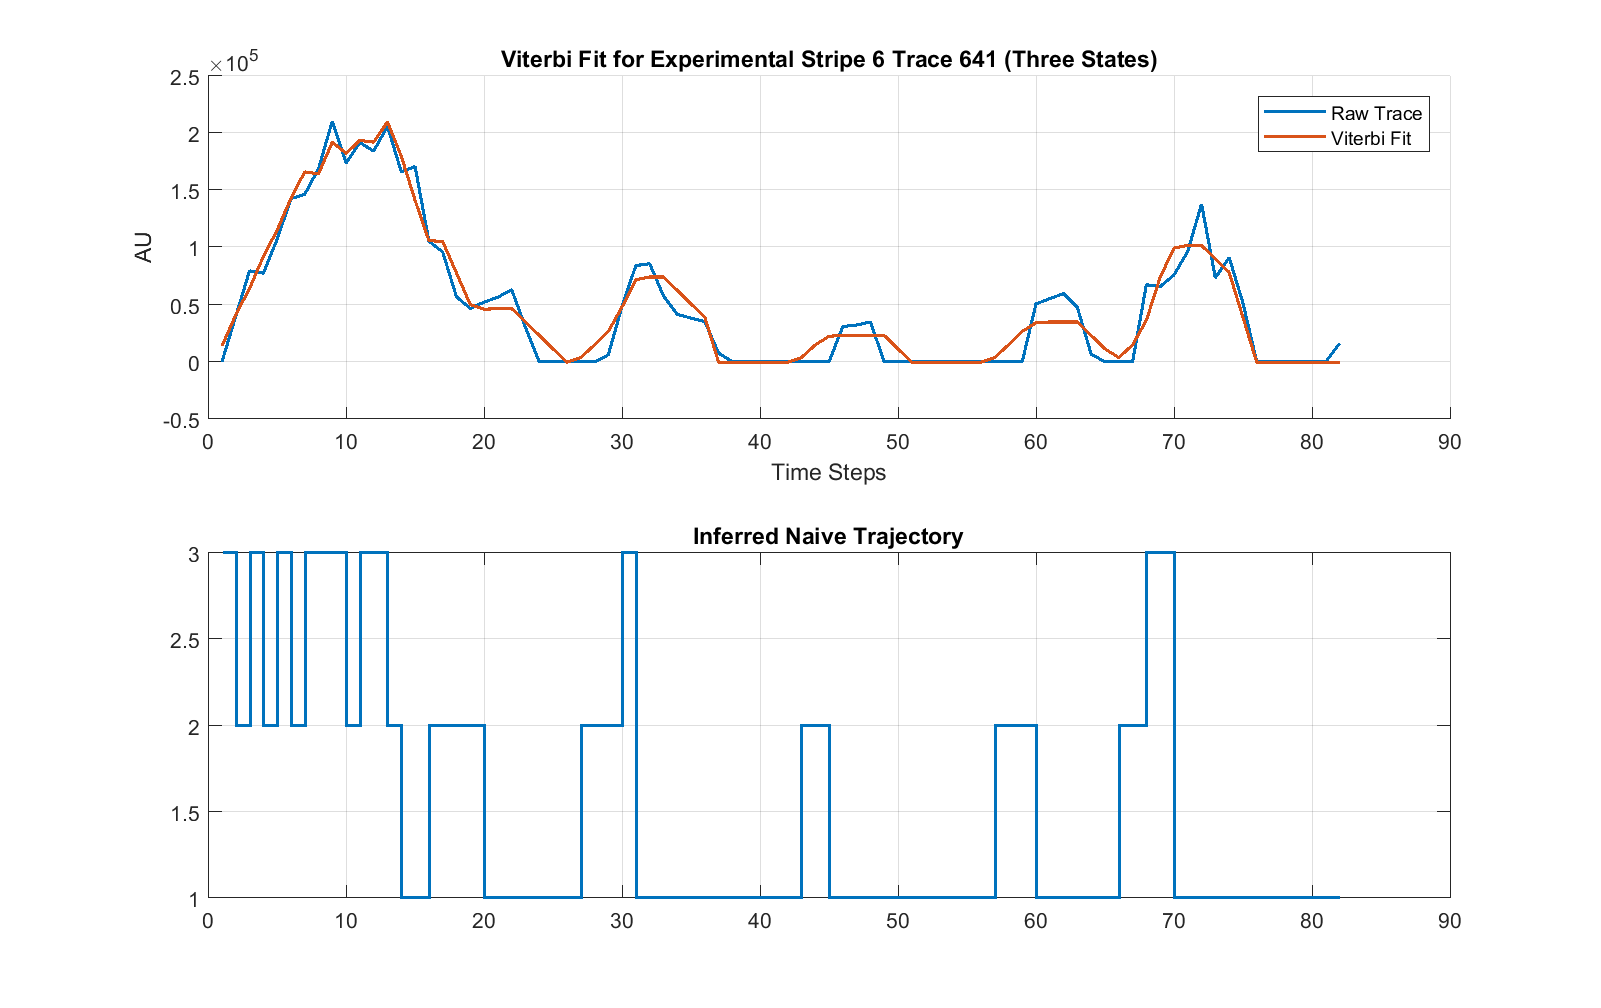 Viterbi Fit for Experimental Stripe 6 Trace 641 (Three States)
×10^5
Raw Trace
Viterbi Fit
AU
2.5
2
1.5
1
0.5
0
-0.5
0 10 20 30 40 50 60 70 80 90
Time Steps
Inferred Naive Trajectory
3
2.5
2
1.5
1
0 10 20 30 40 50 60 70 80 90